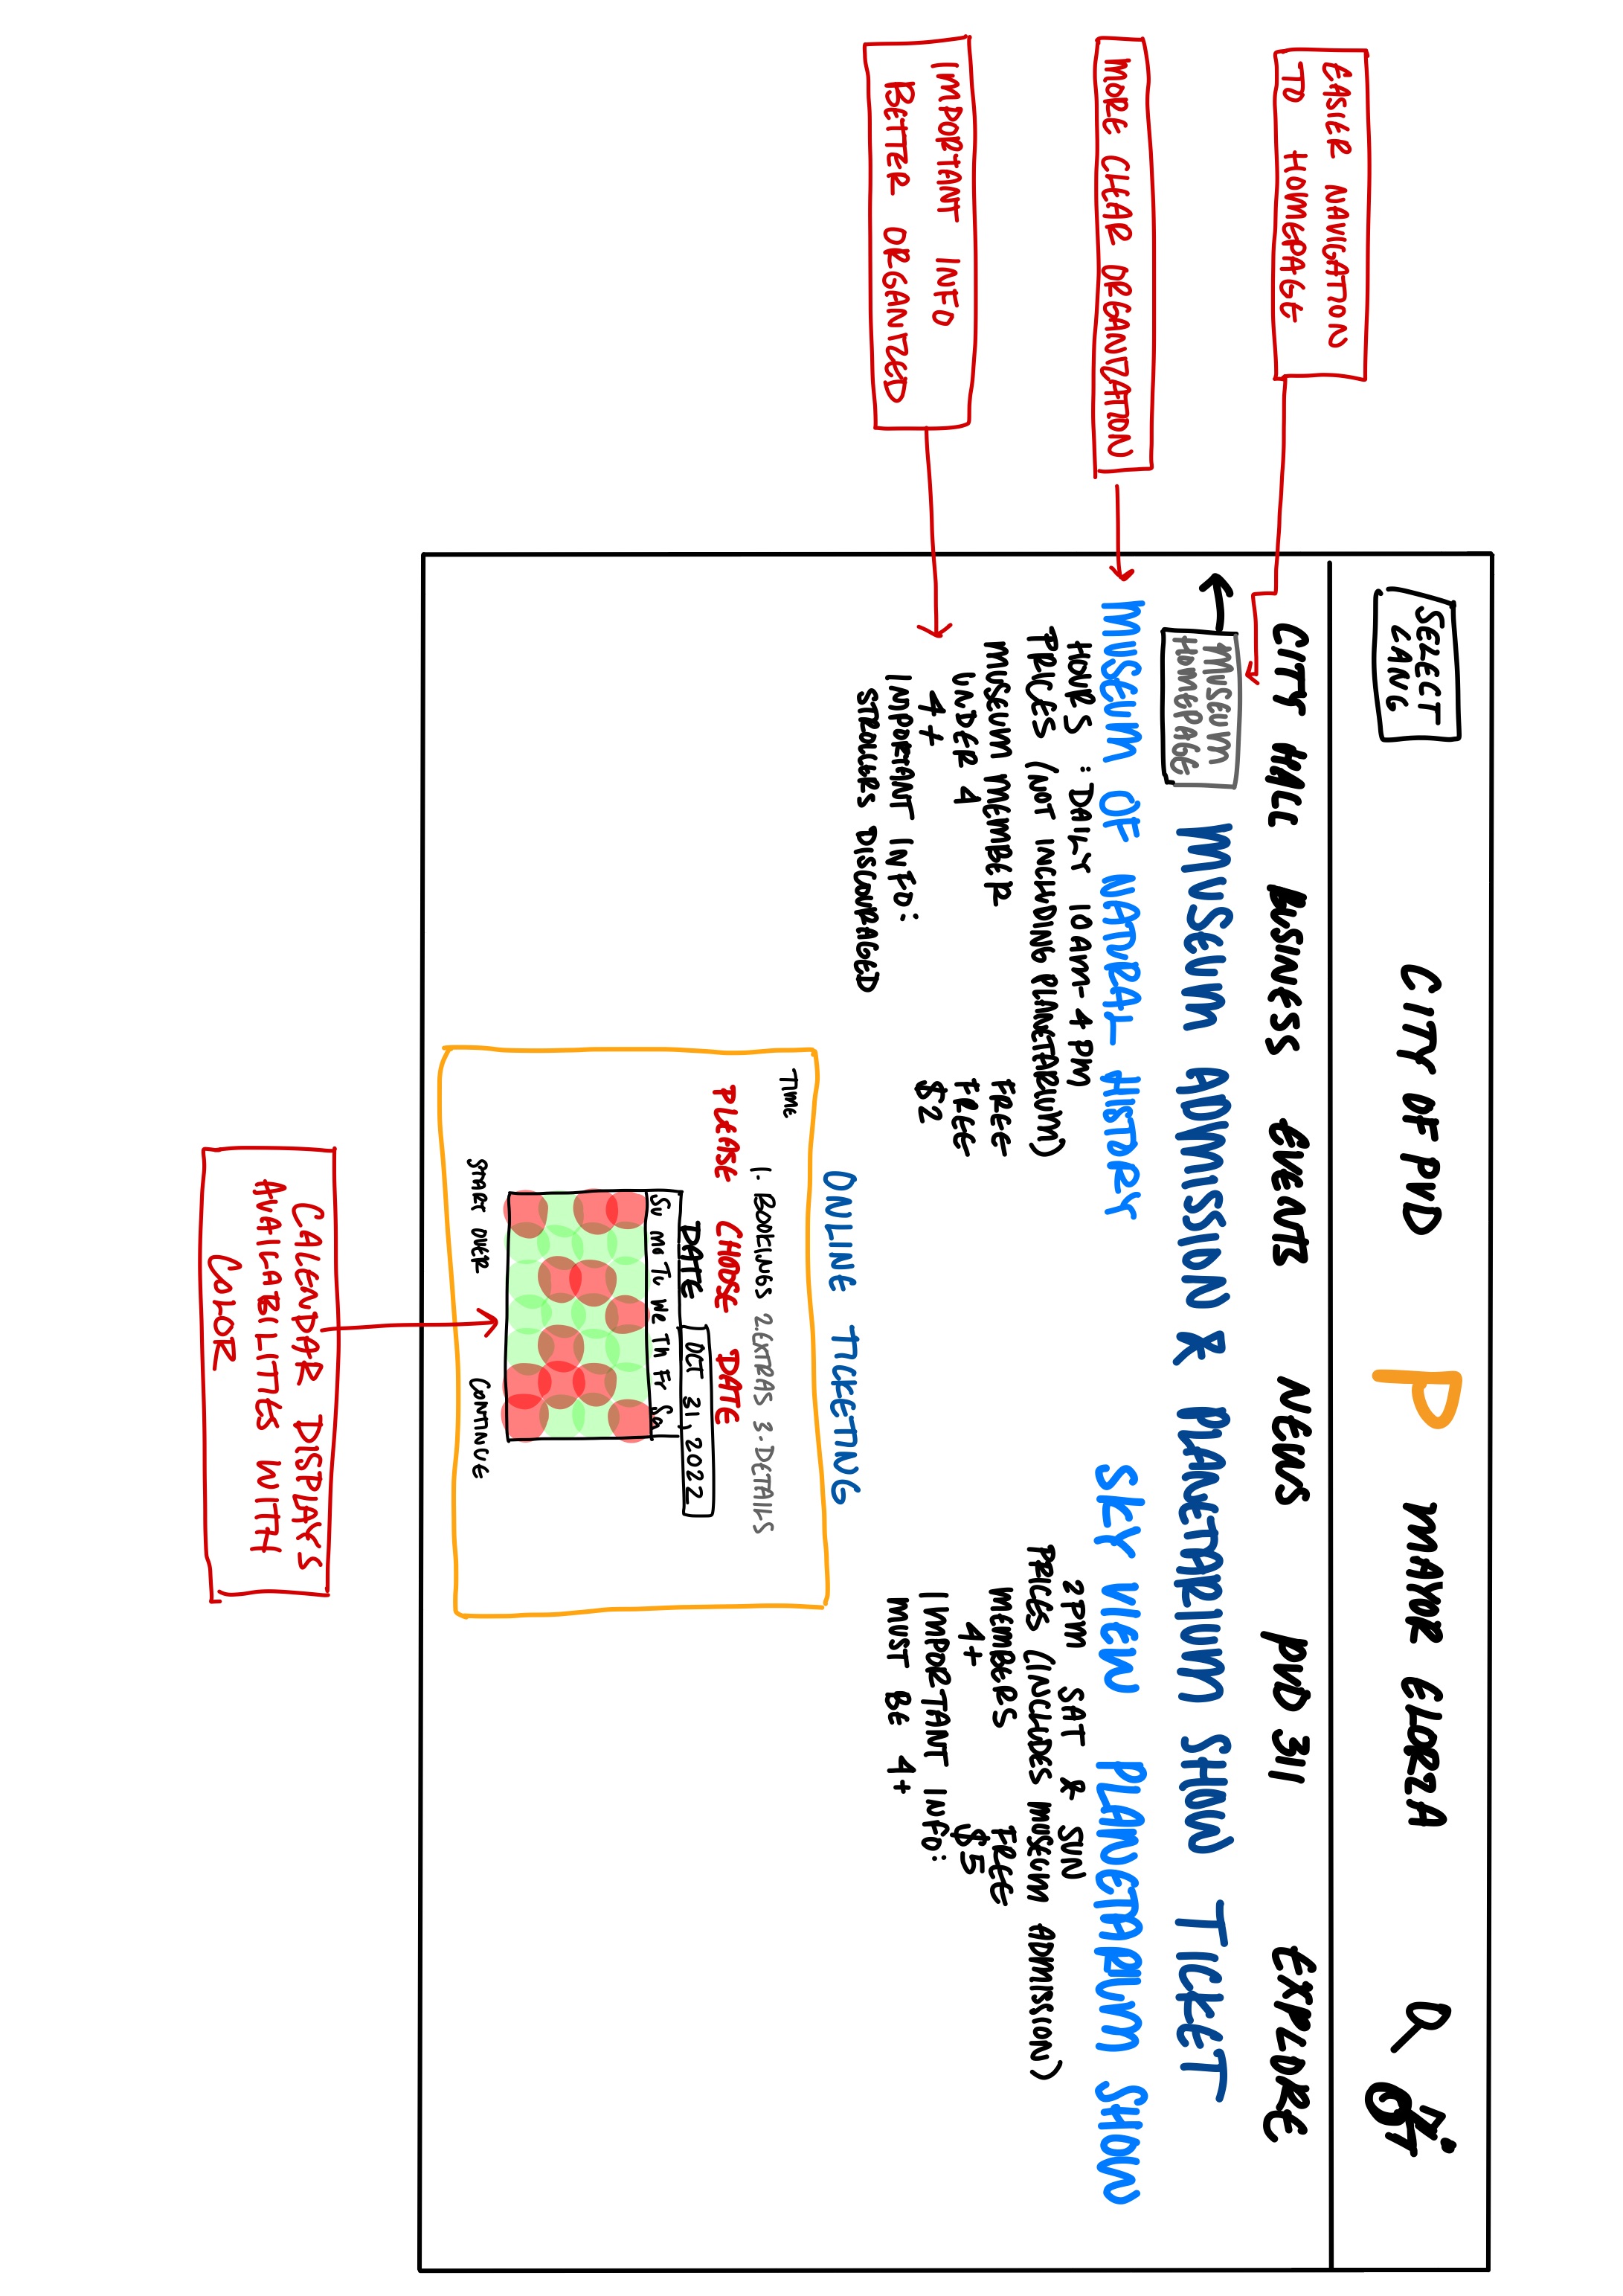 SELECT
LANG
CITY OF PVD
P
MAYOR ELORZA
EASIER NAVIGATION
TO HOMEPAGE
CITY HALL
BUSINESS
EVENTS
NEWS
PVD 311
EXPLORE
MUSEUM
HOMEPAGE
MUSEUM ADMISSION & PLANETARIUM SHOW TICKET
MORE CLEAR ORGANIZATION
MUSEUM OF NATURAL HISTORY
HOURS : DAILY 10AM-4PM
PRICES (NOT INCLUDING PLANETARIUM)
MUSEUM MEMBER FREE
UNDER 4 FREE
4+ $2
INPORTANT INFO:
STROLLERS DISCOURAGED
SKY VIEW PLANETARIUM SHOW
2PM SAT & SUN
PRICES (INCLUDES MUSEUM ADMISSION)
MEMBERS FREE
4+ $5
IMPORTANT INFO:
MUST BE 4+
IMPORTANT INFO
BETTER ORGANIZED
ONLINE TICKETING
TIME
1. BOOKINGS 2.EXTRAS 3.DETAILS
PLEASE CHOOSE DATE
DATE OCT 31, 2022
Su Mo Tu We Th Fr Sa
START OVER CONTINUE
CALENDAR DISPLAYS
AVAILABILITIES WITH
COLOR